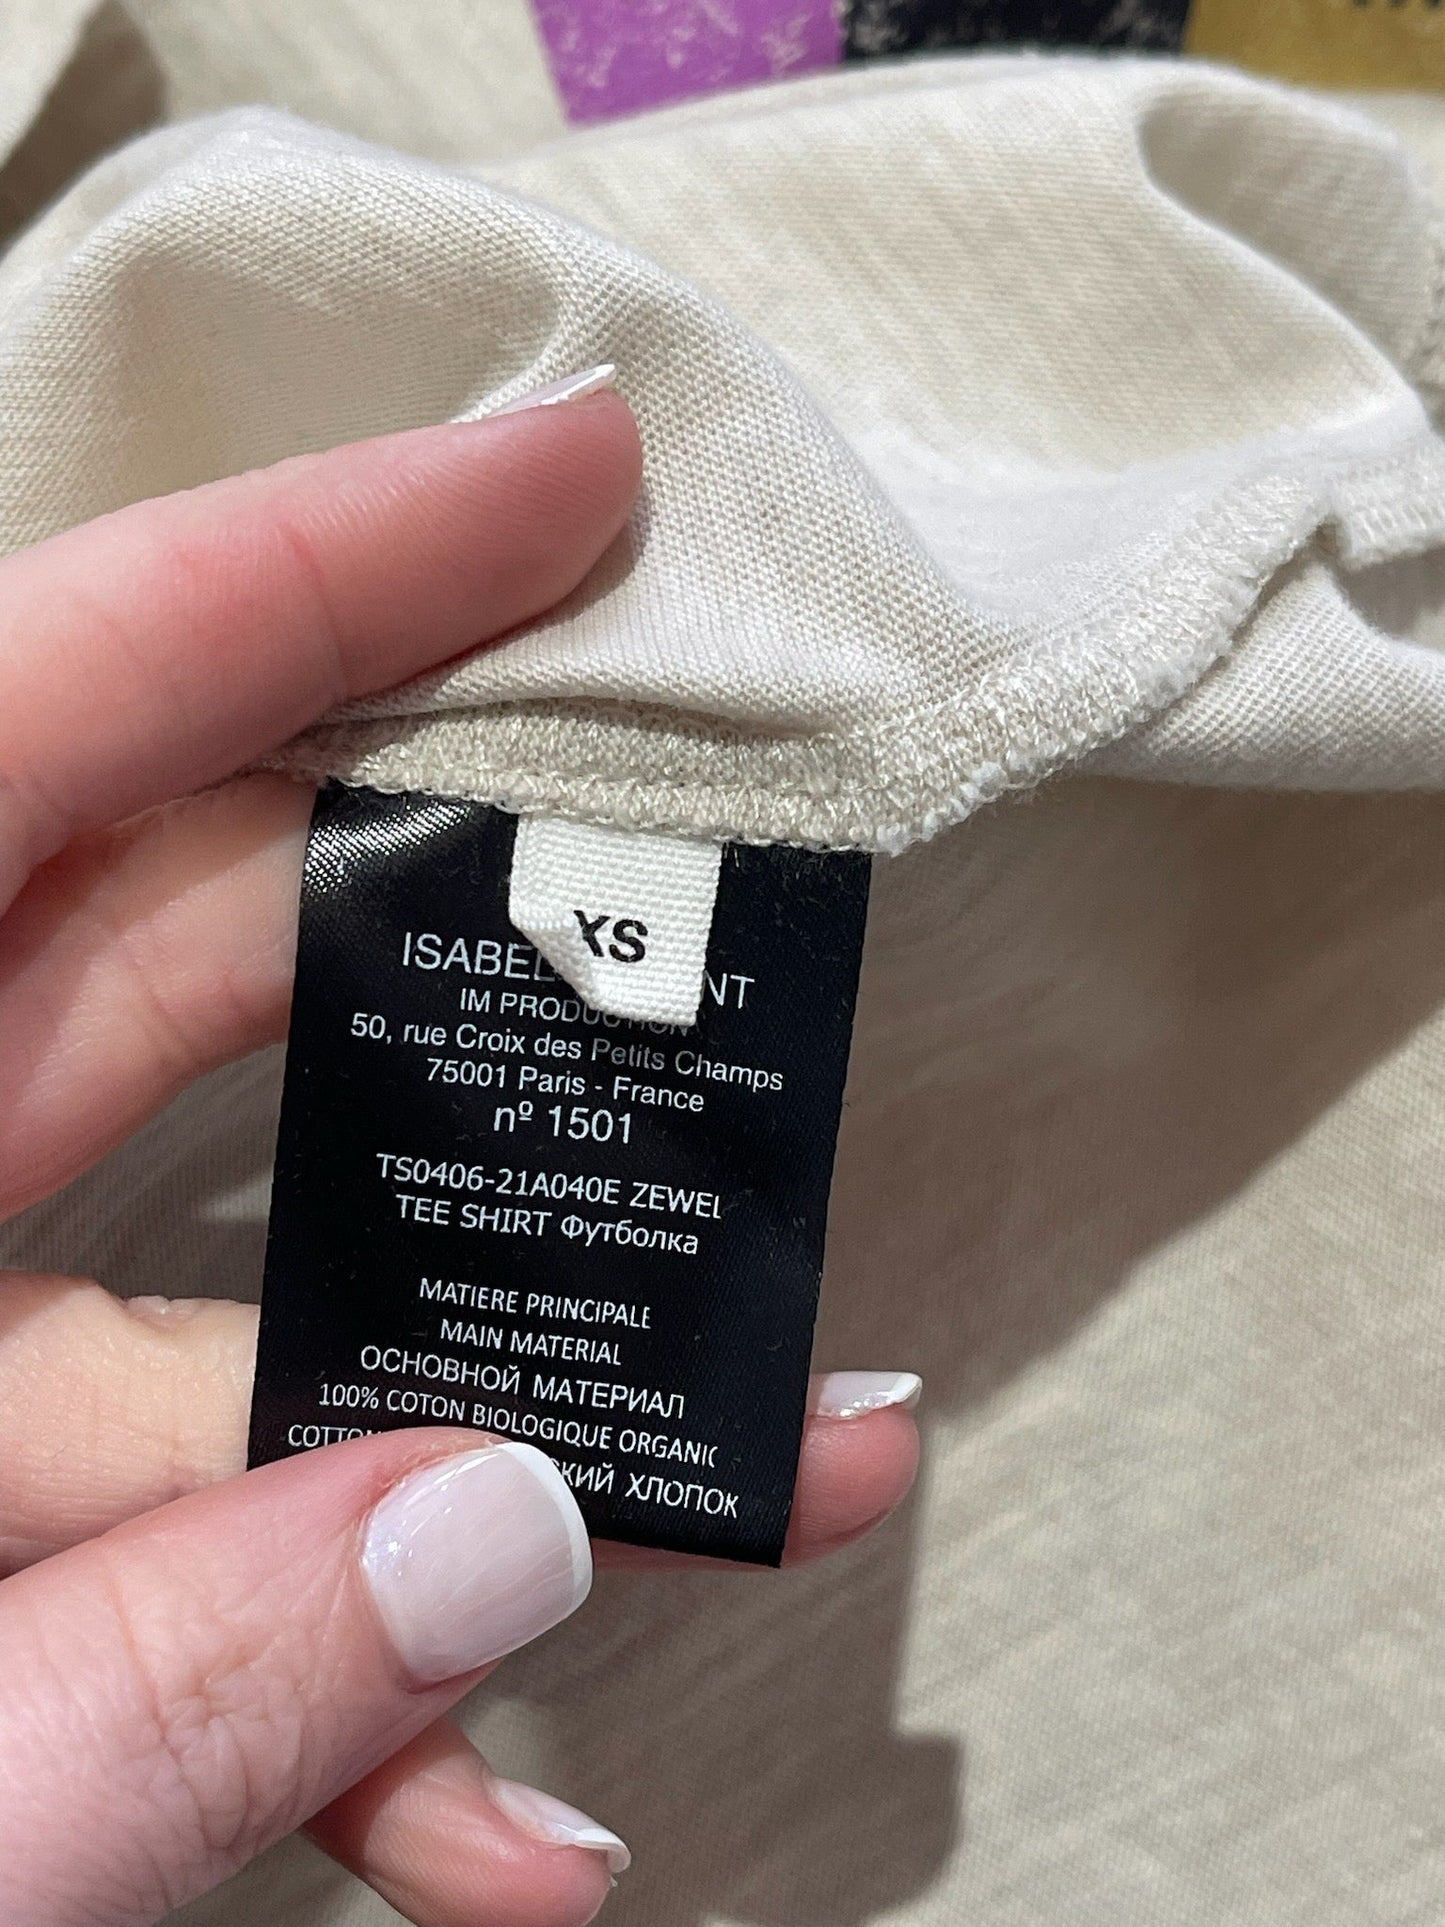 XS
IM PRODUCTION
50, rue Croix des Petits Champs
75001 Paris - France
nº 1501
TS0406-21A040E ZEWEL
TEE SHIRT Футболка
MATIERE PRINCIPALE
MAIN MATERIAL
ОСНОВНОЙ МАТЕРИАЛ
100% COTON BIOLOGIQUE ORGANIC
ХЛОПОК